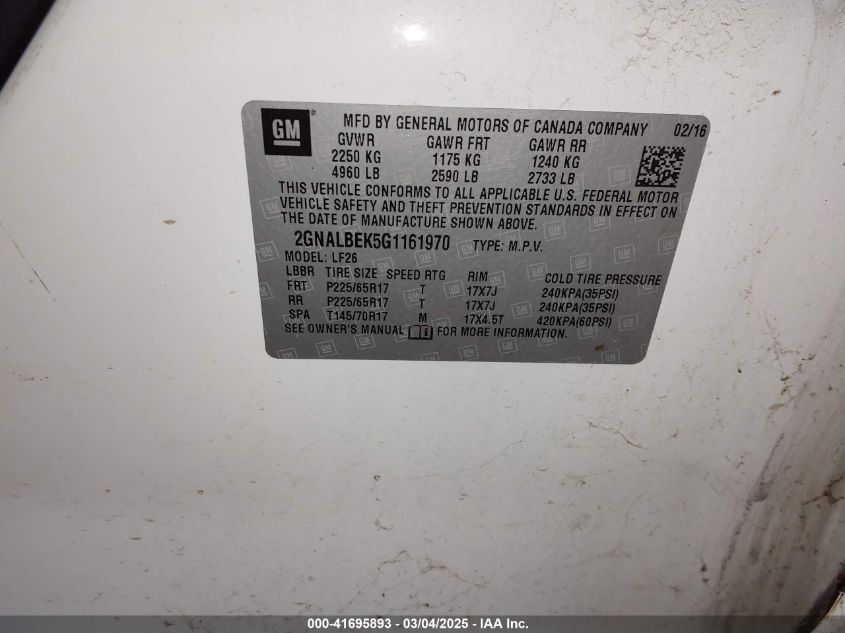 GM
MFD BY GENERAL MOTORS OF CANADA COMPANY 02/16
GVWR GAWR FRT GAWR RR
2250 KG 1175 KG 1240 KG
4960 LB 2590 LB 2733 LB
THIS VEHICLE CONFORMS TO ALL APPLICABLE U.S. FEDERAL MOTOR
VEHICLE SAFETY AND THEFT PREVENTION STANDARDS IN EFFECT ON
THE DATE OF MANUFACTURE SHOWN ABOVE.
2GNALBEK5G1161970 TYPE: M.P.V.
MODEL: LF26
LBBR TIRE SIZE SPEED RTG RIM COLD TIRE PRESSURE
FRT P225/65R17 T 17X7J 240KPA(35PSI)
RR P225/65R17 T 17X7J 240KPA(35PSI)
SPA T145/70R17 M 17X4.5T 420KPA(60PSI)
SEE OWNER'S MANUAL FOR MORE INFORMATION.
000-41695893 - 03/04/2025 - IAA Inc.